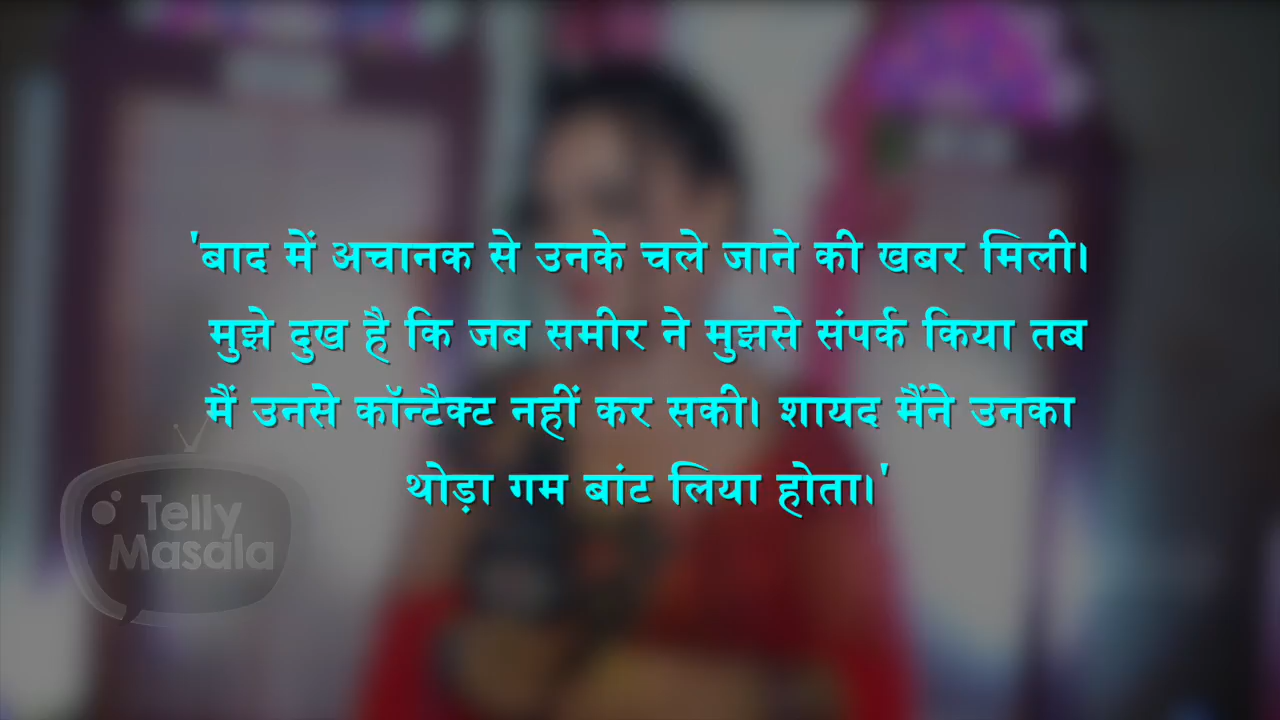 'बाद में अचानक से उनके चले जाने की खबर मिली।
मुझे दुख है कि जब समीर ने मुझसे संपर्क किया तब
मैं उनसे कॉन्टैक्ट नहीं कर सकी। शायद मैंने उनका
थोड़ा गम बांट लिया होता।'
Telly
Masala